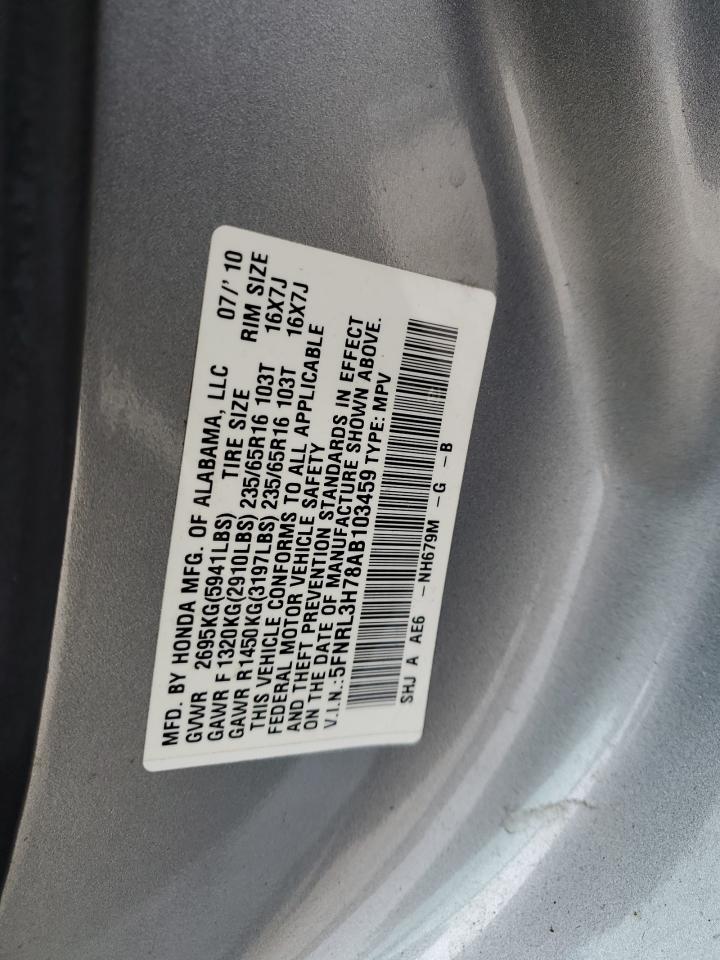 MFD. BY HONDA MFG. OF ALABAMA, LLC 07/' 10
GVWR 2695KG(5941LBS) TIRE SIZE RIM SIZE
GAWR F 1320KG(2910LBS) 235/65R16 103T 16X7J
GAWR R1450KG(3197LBS) 235/65R16 103T 16X7J
THIS VEHICLE CONFORMS TO ALL APPLICABLE
FEDERAL MOTOR VEHICLE SAFETY
AND THEFT PREVENTION STANDARDS IN EFFECT
ON THE DATE OF MANUFACTURE SHOWN ABOVE.
V.I.N.:5FNRL3H78AB103459 TYPE: MPV
SHJ A AE6 -NH679M -G -B